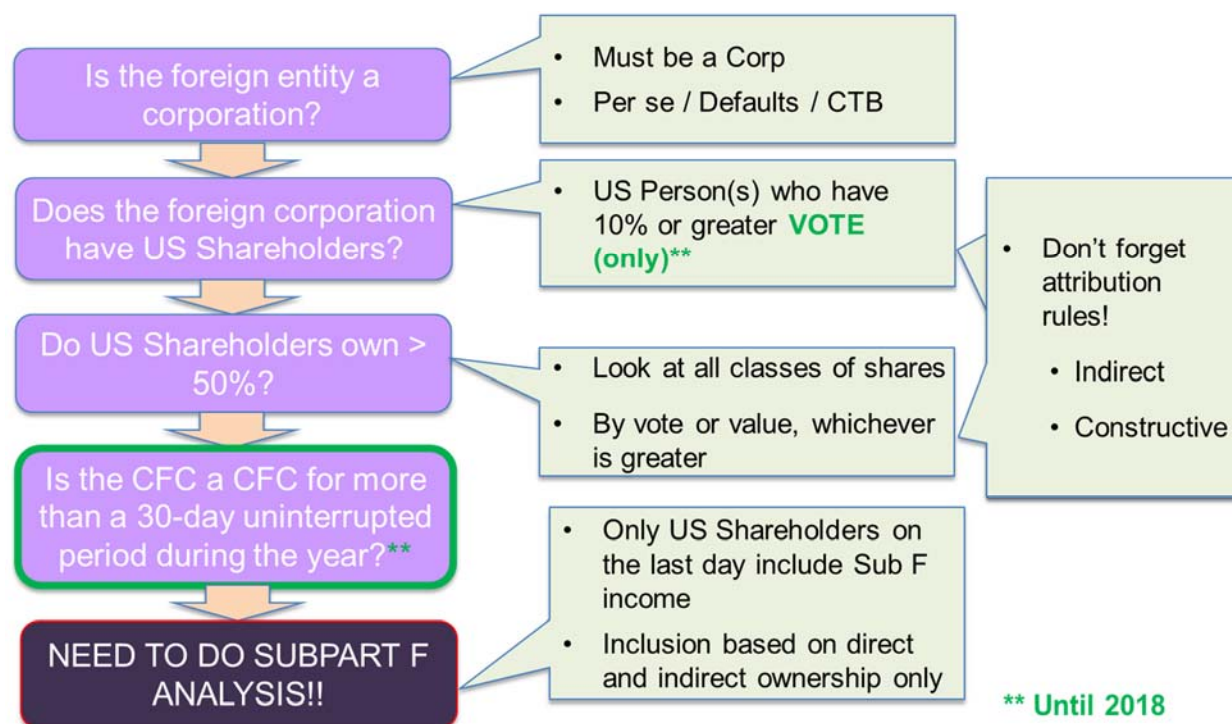 Is the foreign entity a
corporation?
• Must be a Corp
• Per se / Defaults / CTB
Does the foreign corporation
have US Shareholders?
• US Person(s) who have
10% or greater VOTE
(only)**
• Don’t forget
attribution
rules!
• Indirect
• Constructive
Do US Shareholders own >
50%?
• Look at all classes of shares
• By vote or value, whichever
is greater
Is the CFC a CFC for more
than a 30-day uninterrupted
period during the year?**
• Only US Shareholders on
the last day include Sub F
income
• Inclusion based on direct
and indirect ownership only
NEED TO DO SUBPART F
ANALYSIS!!
** Until 2018